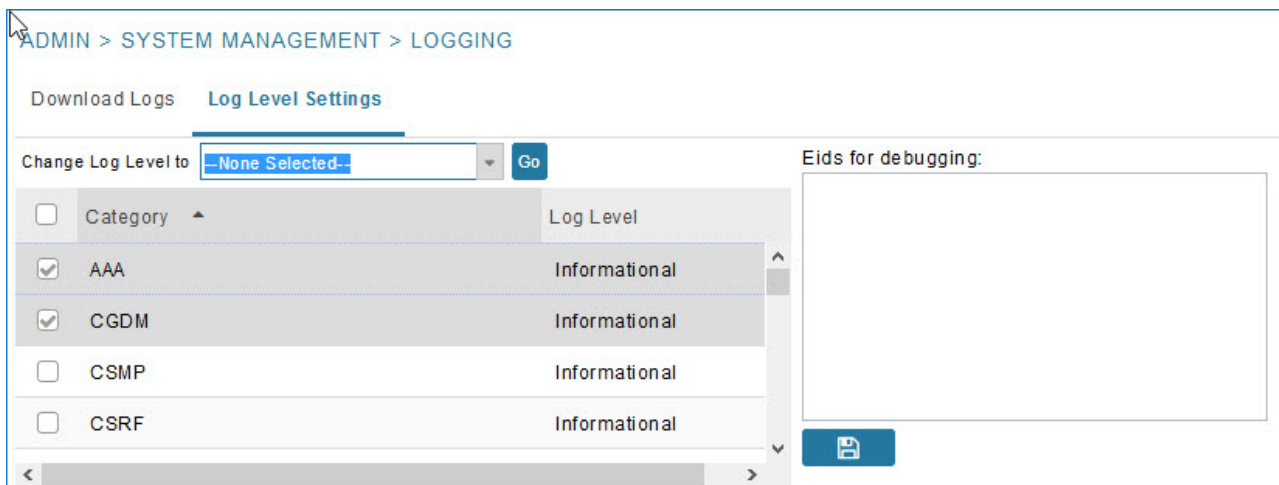 ADMIN > SYSTEM MANAGEMENT > LOGGING
Download Logs Log Level Settings
Change Log Level to --None Selected-- Go
Eids for debugging:
Category Log Level
AAA Informational
CGDM Informational
CSMP Informational
CSRF Informational